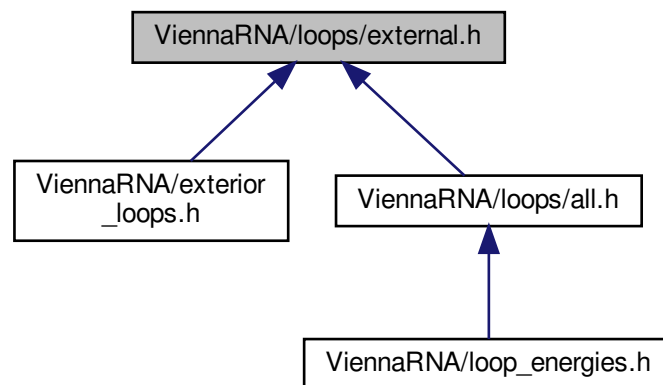 ViennaRNA/loops/external.h
ViennaRNA/exterior
_loops.h
ViennaRNA/loops/all.h
ViennaRNA/loop_energies.h